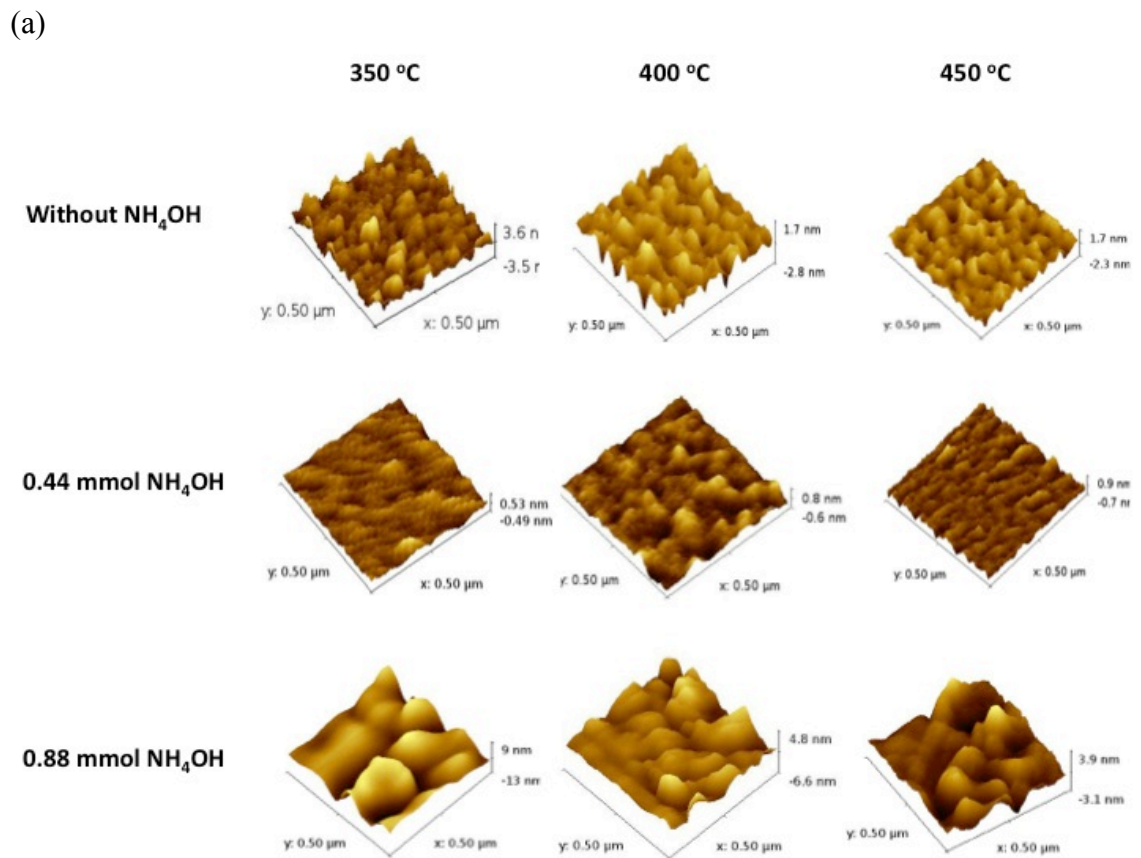 (a)
350 °C 400 °C 450 °C
Without NH₄OH
3.6 n
-3.5 r
y: 0.50 µm
x: 0.50 µm
1.7 nm
-2.8 nm
y: 0.50 µm
x: 0.50 µm
1.7 nm
-2.3 nm
y: 0.50 µm
x: 0.50 µm
0.44 mmol NH₄OH
0.53 nm
-0.49 nm
y: 0.50 µm
x: 0.50 µm
0.8 nm
-0.6 nm
y: 0.50 µm
x: 0.50 µm
0.9 nr
-0.7 nr
y: 0.50 µm
x: 0.50 µm
0.88 mmol NH₄OH
9 nm
-13 nm
y: 0.50 µm
x: 0.50 µm
4.8 nm
-6.6 nm
y: 0.50 µm
x: 0.50 µm
3.9 nm
-3.1 nm
y: 0.50 µm
x: 0.50 µm